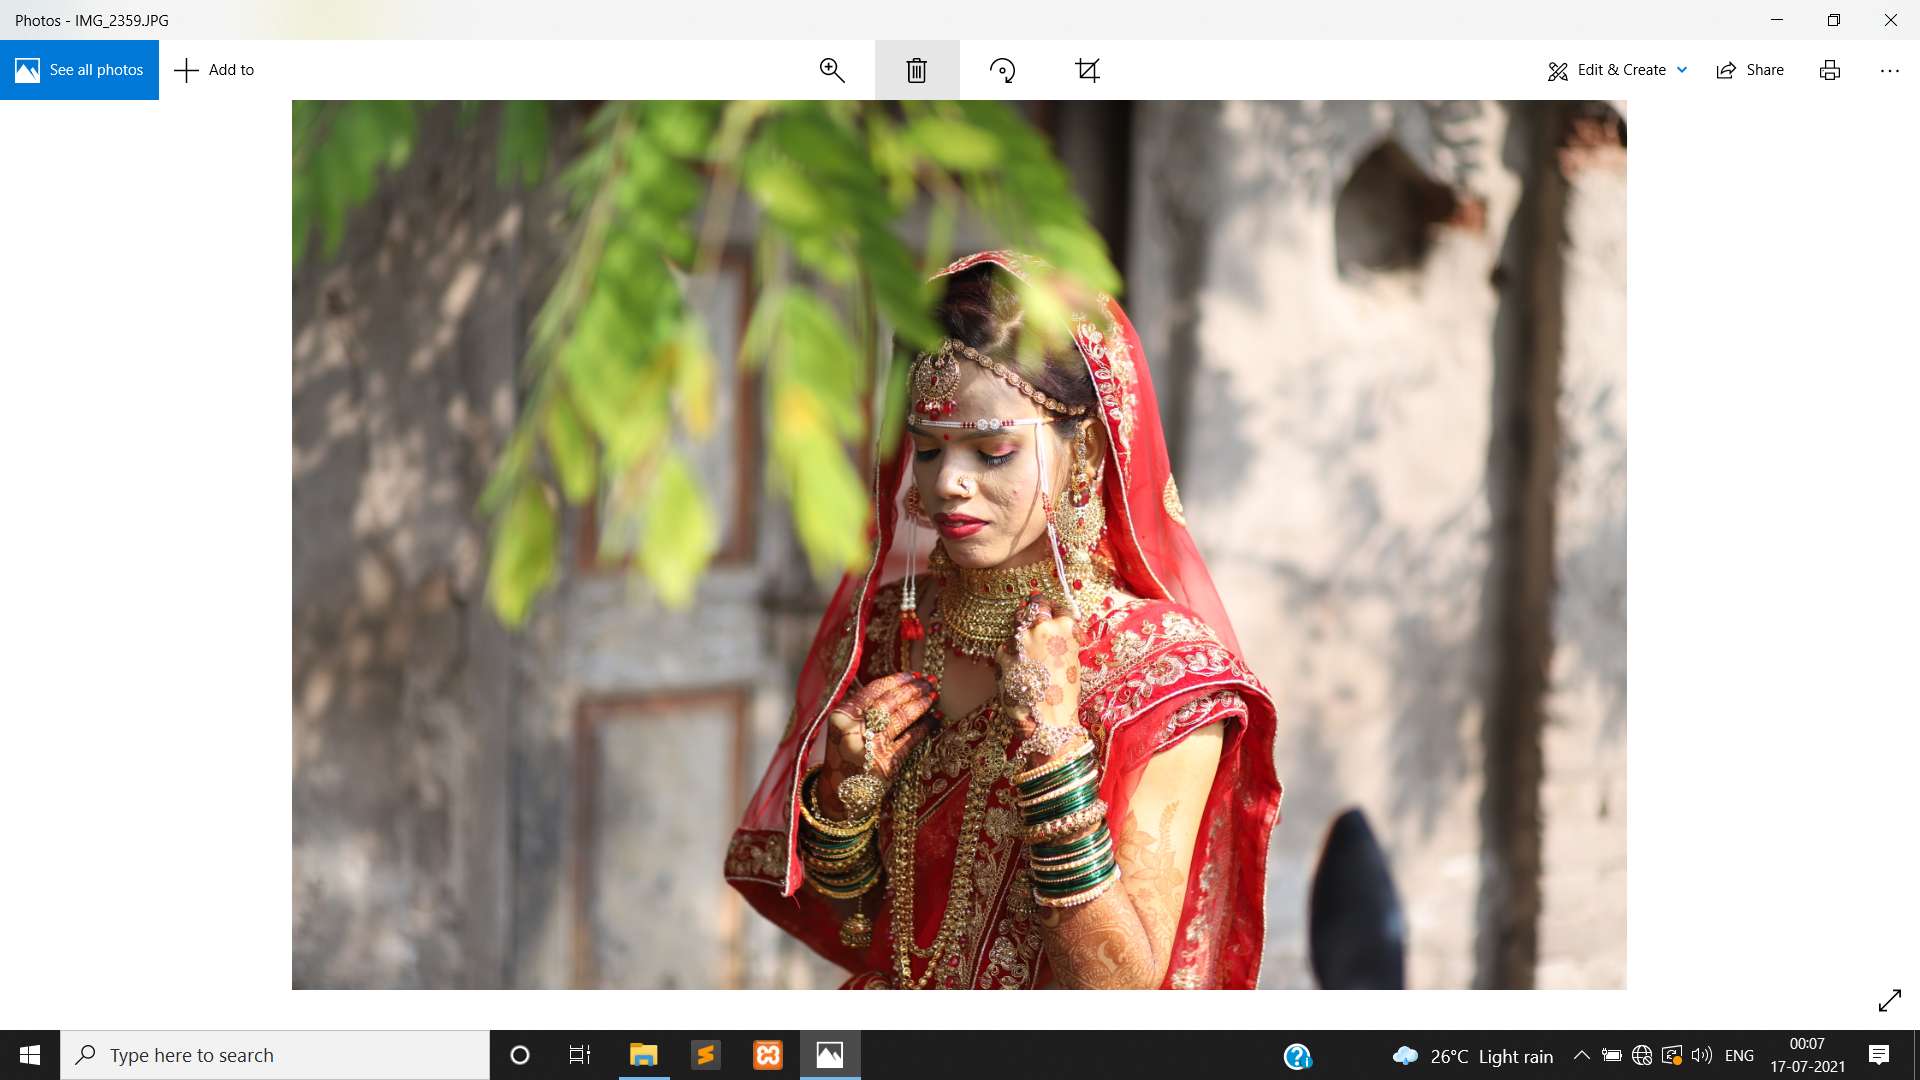 Photos - IMG_2359.JPG
See all photos
Add to
Edit & Create
Share
Type here to search
26°C Light rain
ENG
00:07
17-07-2021